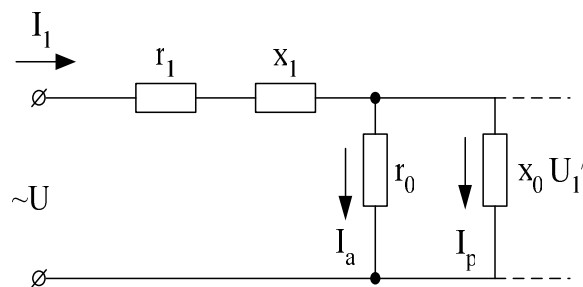 I₁
r₁ x₁
~U
r₀ x₀ U₁'
Iₐ Iₚ